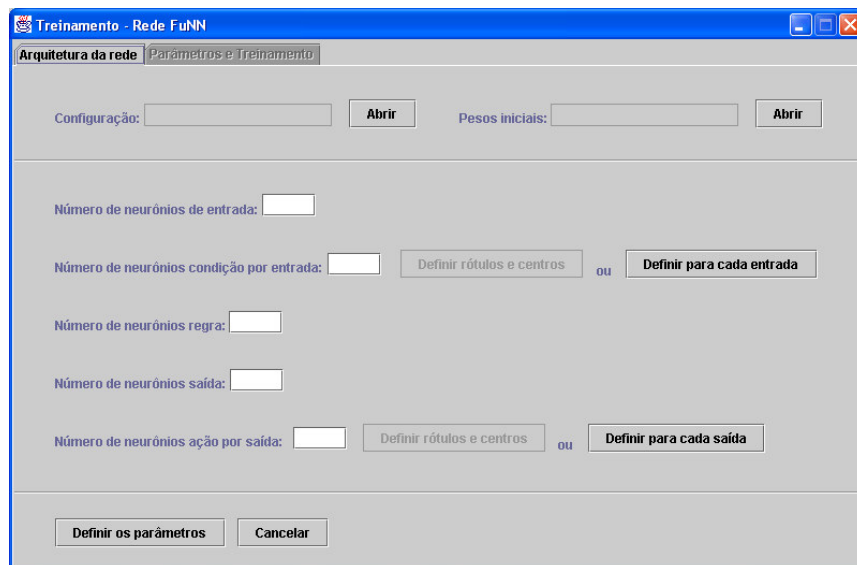 Treinamento - Rede FuNN
Arquitetura da rede Parâmetros e Treinamento
Configuração: Abrir Pesos iniciais: Abrir
Número de neurônios de entrada:
Número de neurônios condição por entrada: Definir rótulos e centros ou Definir para cada entrada
Número de neurônios regra:
Número de neurônios saída:
Número de neurônios ação por saída: Definir rótulos e centros ou Definir para cada saída
Definir os parâmetros Cancelar